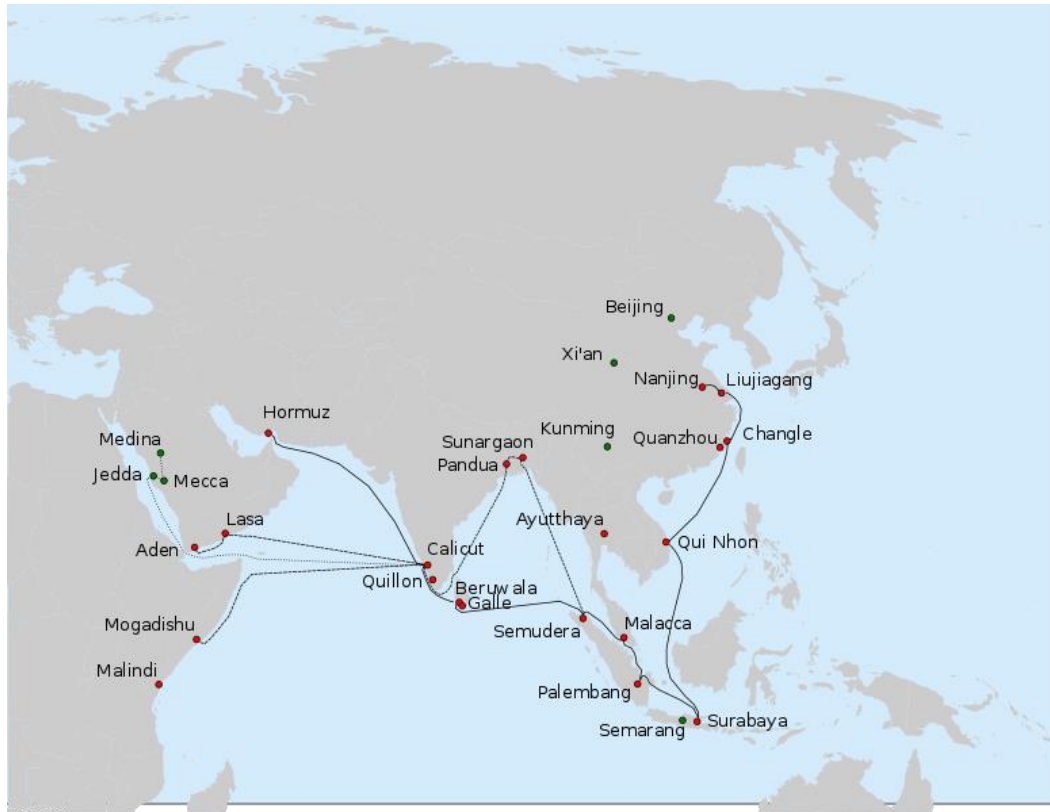 Beijing
Xi'an
Nanjing
Liujiagang
Hormuz
Medina
Kunming
Quanzhou
Changle
Sunargaon
Pandua
Jedda
Mecca
Lasa
Ayutthaya
Aden
Calicut
Qui Nhon
Quillon
Beruwala
Galle
Mogadishu
Semudera
Malacca
Malindi
Palembang
Semarang
Surabaya